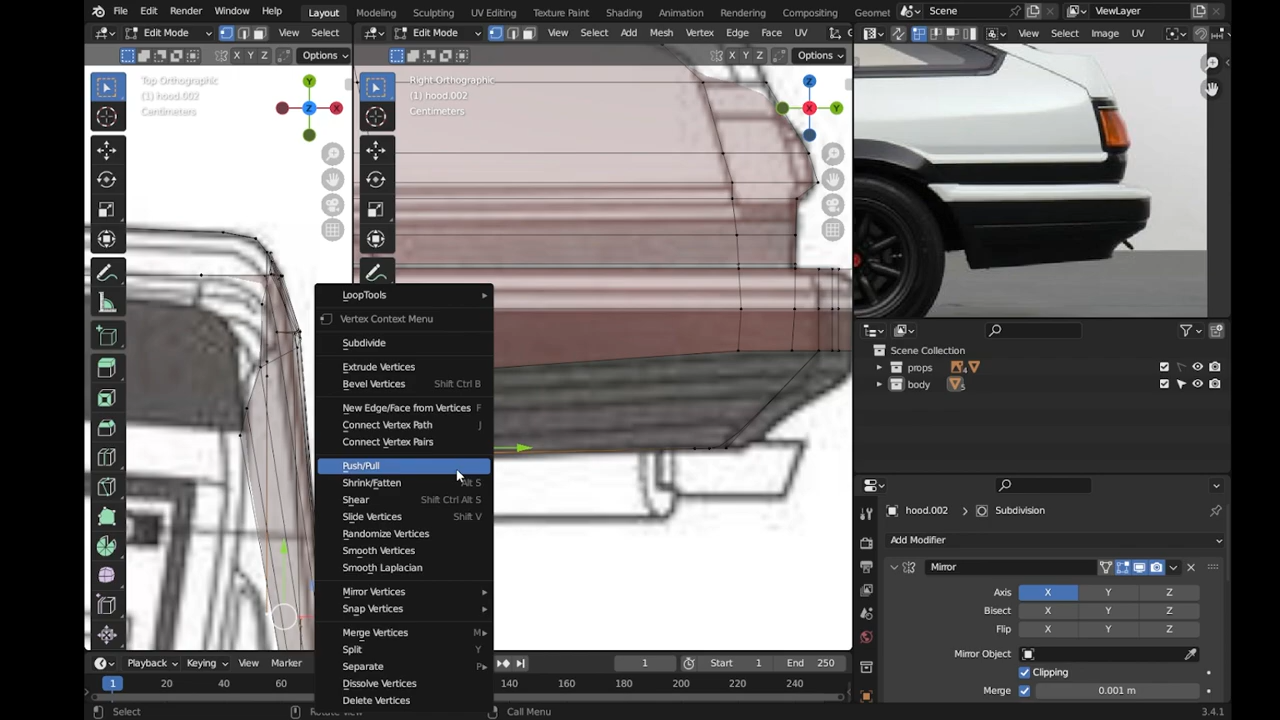 File Edit Render Window Help Layout Modeling Sculpting UV Editing Texture Paint Shading Animation Rendering Compositing Geomet Scene ViewLayer
Edit Mode View Select Edit Mode View Select Add Mesh Vertex Edge Face UV View Select Image UV
X Y Z Options X Y Z Options
Top Orthographic
(1) hood.002
Centimeters
Right Orthographic
(1) hood.002
Centimeters
Y
Z X
Z
X Y
LoopTools
Vertex Context Menu
Subdivide
Extrude Vertices
Bevel Vertices Shift Ctrl B
New Edge/Face from Vertices F
Connect Vertex Path J
Connect Vertex Pairs
Push/Pull
Shrink/Fatten Alt S
Shear Shift Ctrl Alt S
Slide Vertices Shift V
Randomize Vertices
Smooth Vertices
Smooth Laplacian
Mirror Vertices
Snap Vertices
Merge Vertices M
Split Y
Separate P
Dissolve Vertices
Delete Vertices
Scene Collection
props 4
body 5
hood.002 Subdivision
Add Modifier
Mirror
Axis X Y Z
Bisect X Y Z
Flip X Y Z
Mirror Object
Clipping
Merge 0.001 m
Playback Keying View Marker 1 Start 1 End 250
1 20 40 60 140 160 180 200 220 240
Select Rotate View Call Menu 3.4.1